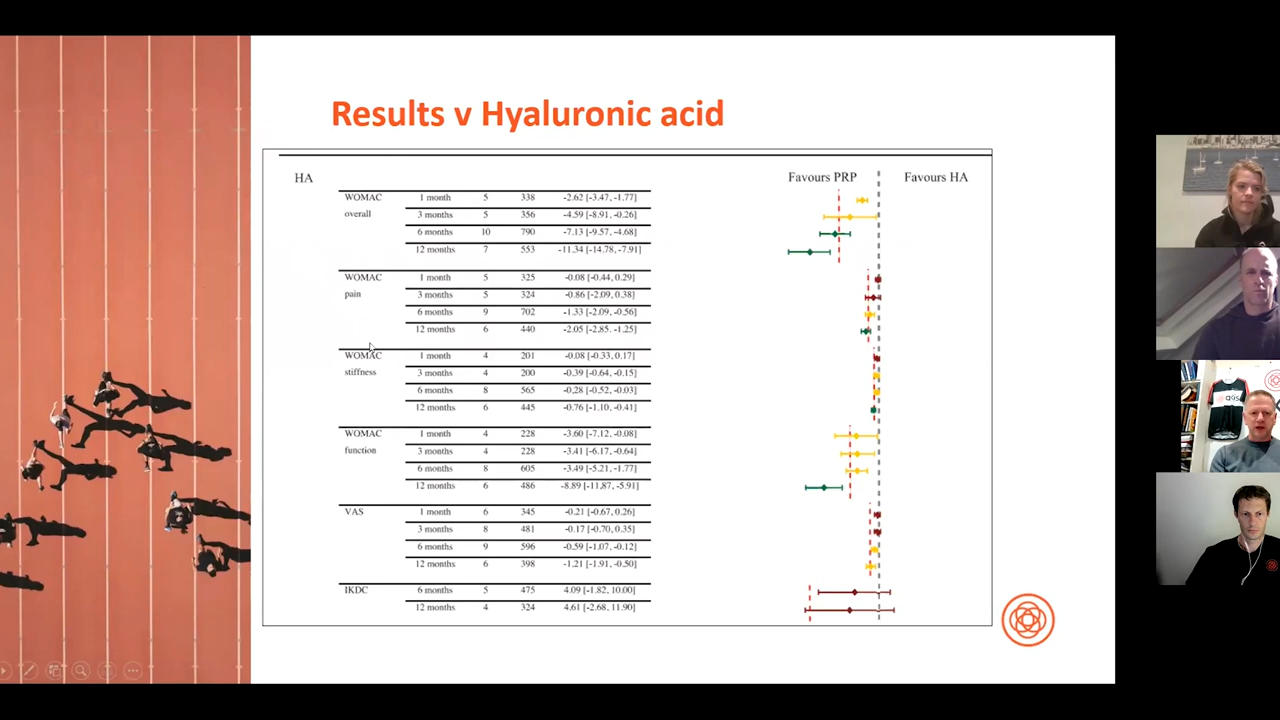 Results v Hyaluronic acid
HA
Favours PRP
Favours HA
WOMAC overall
1 month 5 338 -2.62 [-3.47, -1.77]
3 months 5 356 -4.59 [-8.91, -0.26]
6 months 10 790 -7.13 [-9.57, -4.68]
12 months 7 553 -11.34 [-14.78, -7.91]
WOMAC pain
1 month 5 325 -0.08 [-0.44, 0.29]
3 months 5 324 -0.86 [-2.09, 0.38]
6 months 9 702 -1.33 [-2.09, -0.56]
12 months 6 440 -2.05 [-2.85. -1.25]
WOMAC stiffness
1 month 4 201 -0.08 [-0.33, 0.17]
3 months 4 200 -0.39 [-0.64, -0.15]
6 months 8 565 -0.28 [-0.52, -0.03]
12 months 6 445 -0.76 [-1.10, -0.41]
WOMAC function
1 month 4 228 -3.60 [-7.12, -0.08]
3 months 4 228 -3.41 [-6.17, -0.64]
6 months 8 605 -3.49 [-5.21, -1.77]
12 months 6 486 -8.89 [-11,87, -5.91]
VAS
1 month 6 345 -0.21 [-0.67, 0.26]
3 months 8 481 -0.17 [-0.70, 0.35]
6 months 9 596 -0.59 [-1.07, -0.12]
12 months 6 398 -1.21 [-1.91, -0.50]
IKDC
6 months 5 475 4.09 [-1.82, 10.00]
12 months 4 324 4.61 [-2.68, 11.90]